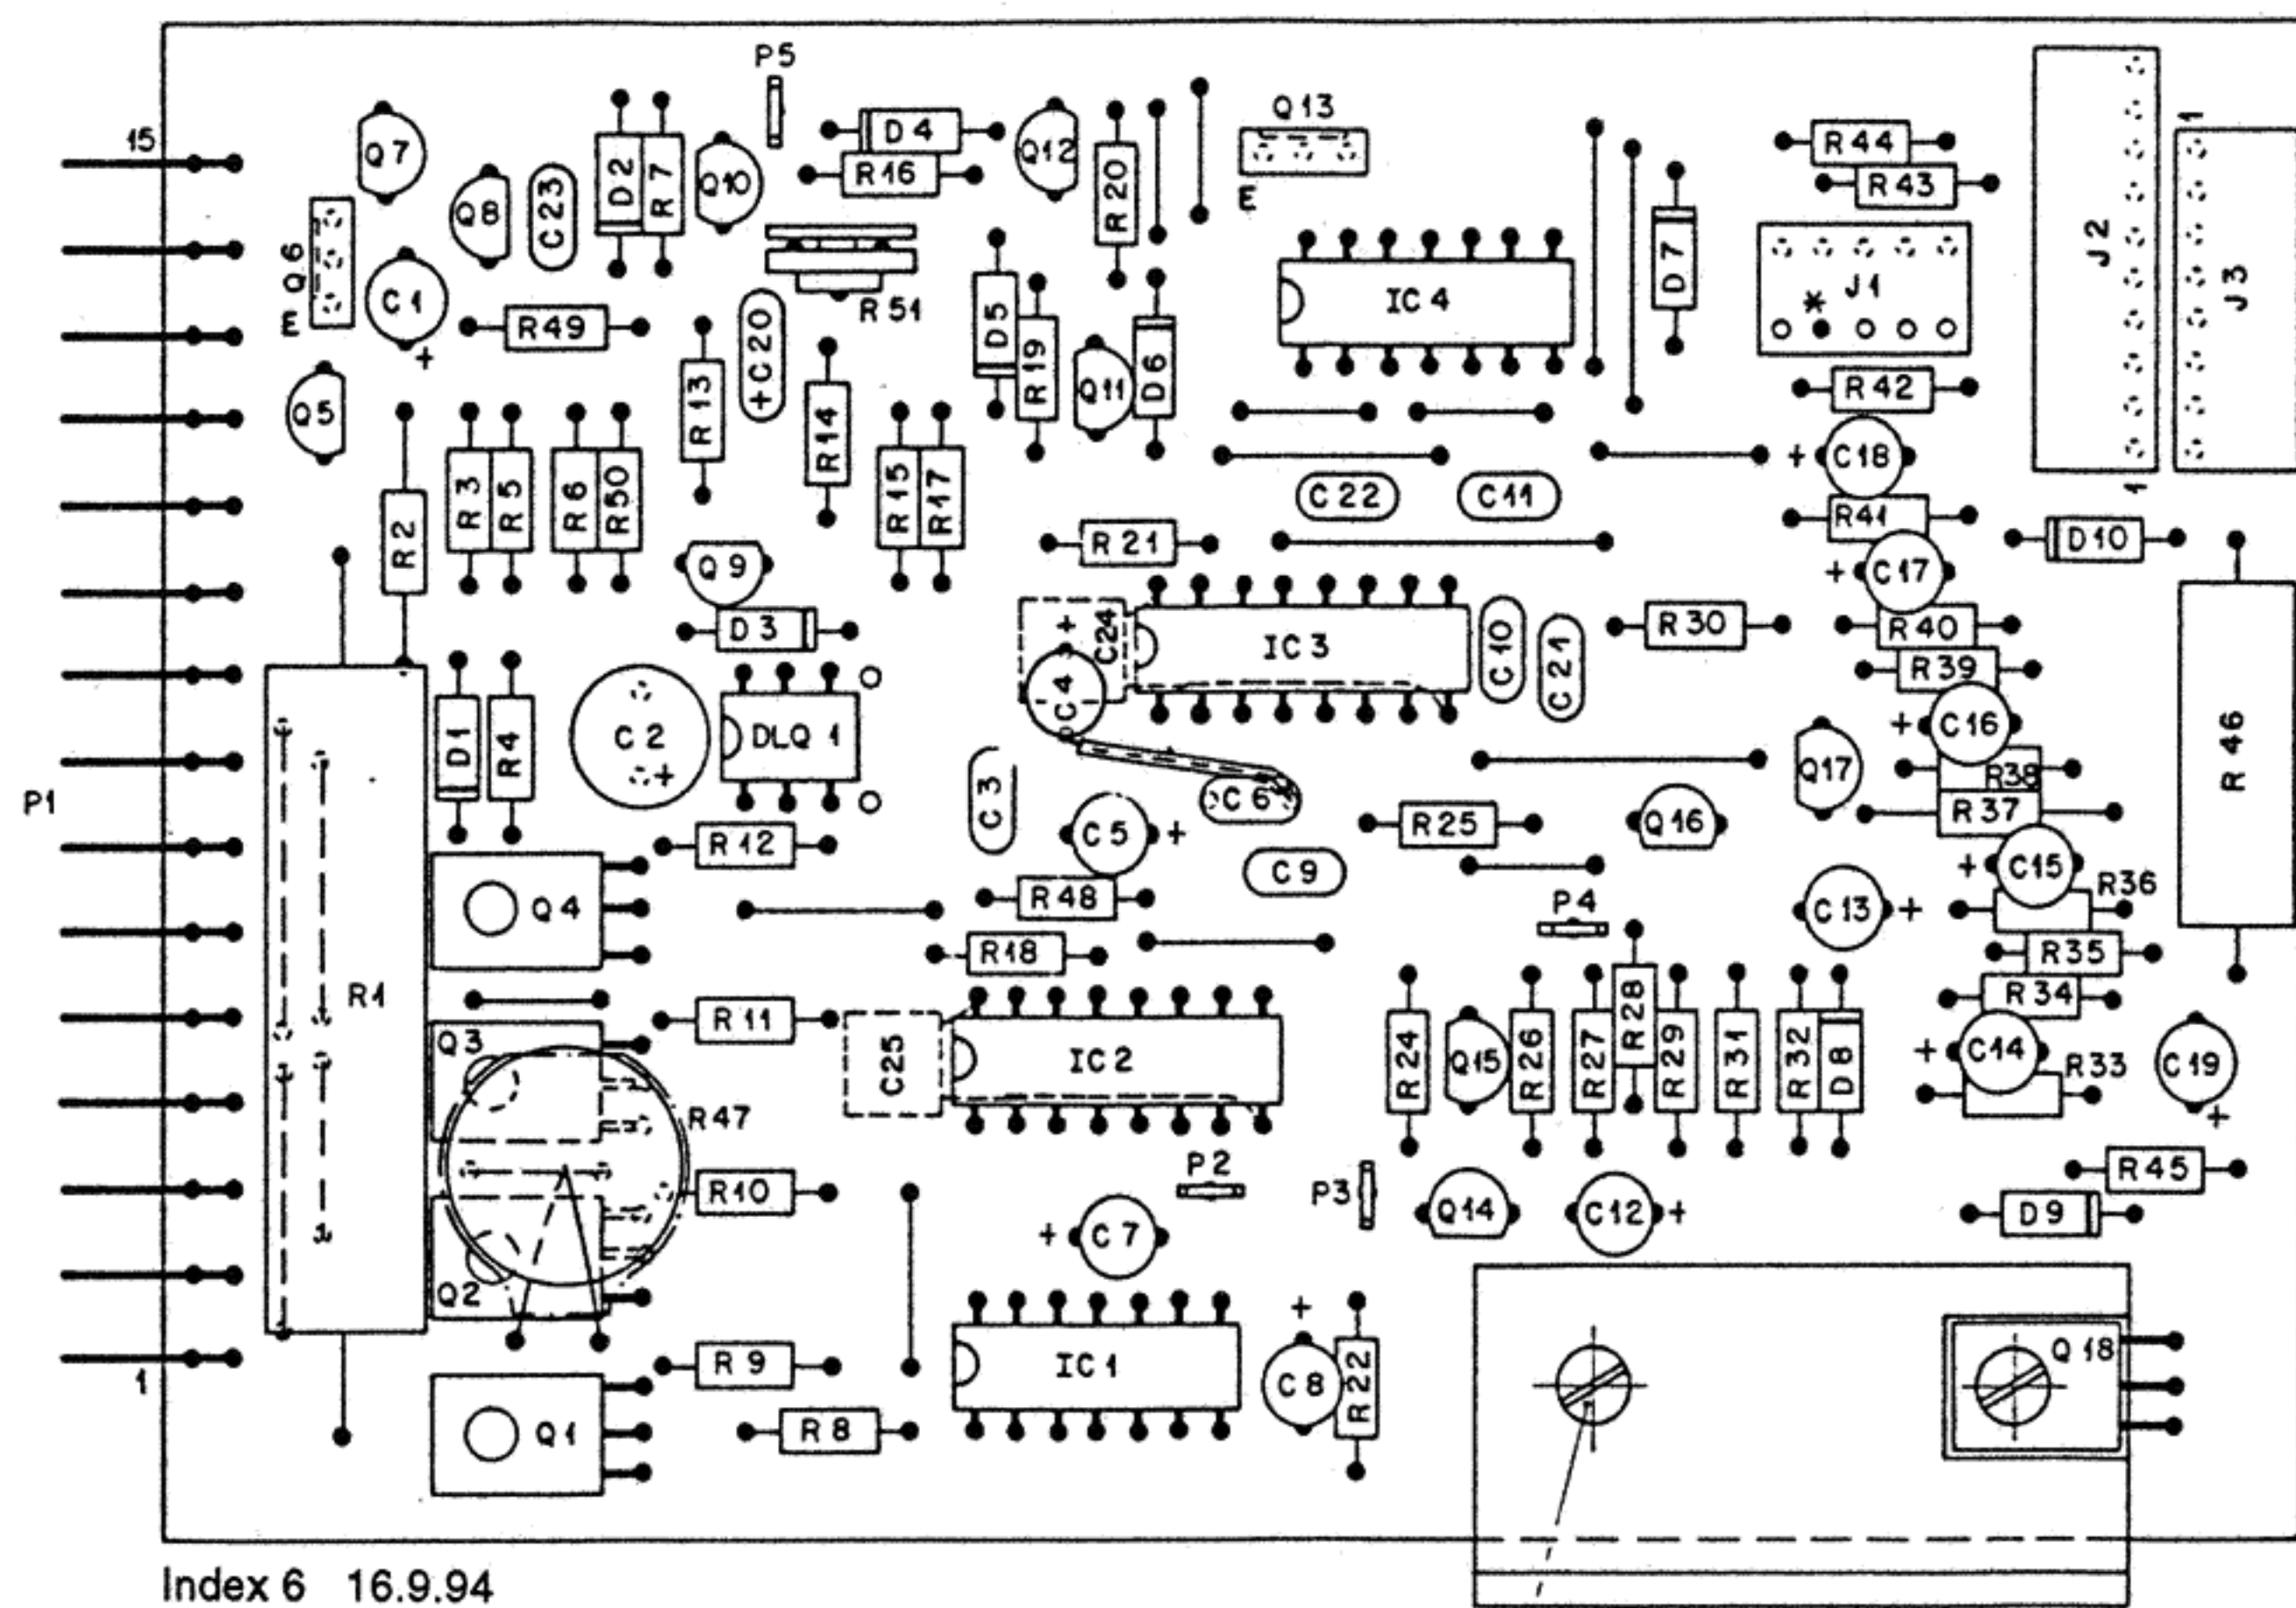 P5
15
Q7
D4
Q12
Q13
R44
1
Q8
C23
D2
R7
Q10
R16
R20
E
R43
Q6
C1
R51
D5
IC4
D7
J1
*
J2
J3
E
+
R49
+C20
R19
Q11
D6
R42
Q5
R13
R14
+
C18
R3
R5
R6
R50
R15
R17
C22
C11
1
R2
R21
R41
D10
Q9
+
C17
D3
+
C24
IC3
C10
C21
R30
R40
R39
D1
R4
C2
+
DLQ 1
C4
+
C16
R46
P1
C3
C6
Q17
R38
R37
R12
C5
+
R25
Q16
Q4
C9
+
C15
R36
R48
P4
C13
+
R18
R35
R1
R11
R28
R34
Q3
C25
IC2
R24
Q15
R26
R27
R29
R31
R32
D8
+
C14
R33
C19
+
R47
R10
P2
P3
Q14
C12
+
R45
D9
+
C7
Q2
+
1
R9
IC1
C8
R22
Q18
Q1
R8
Index 6 16.9.94